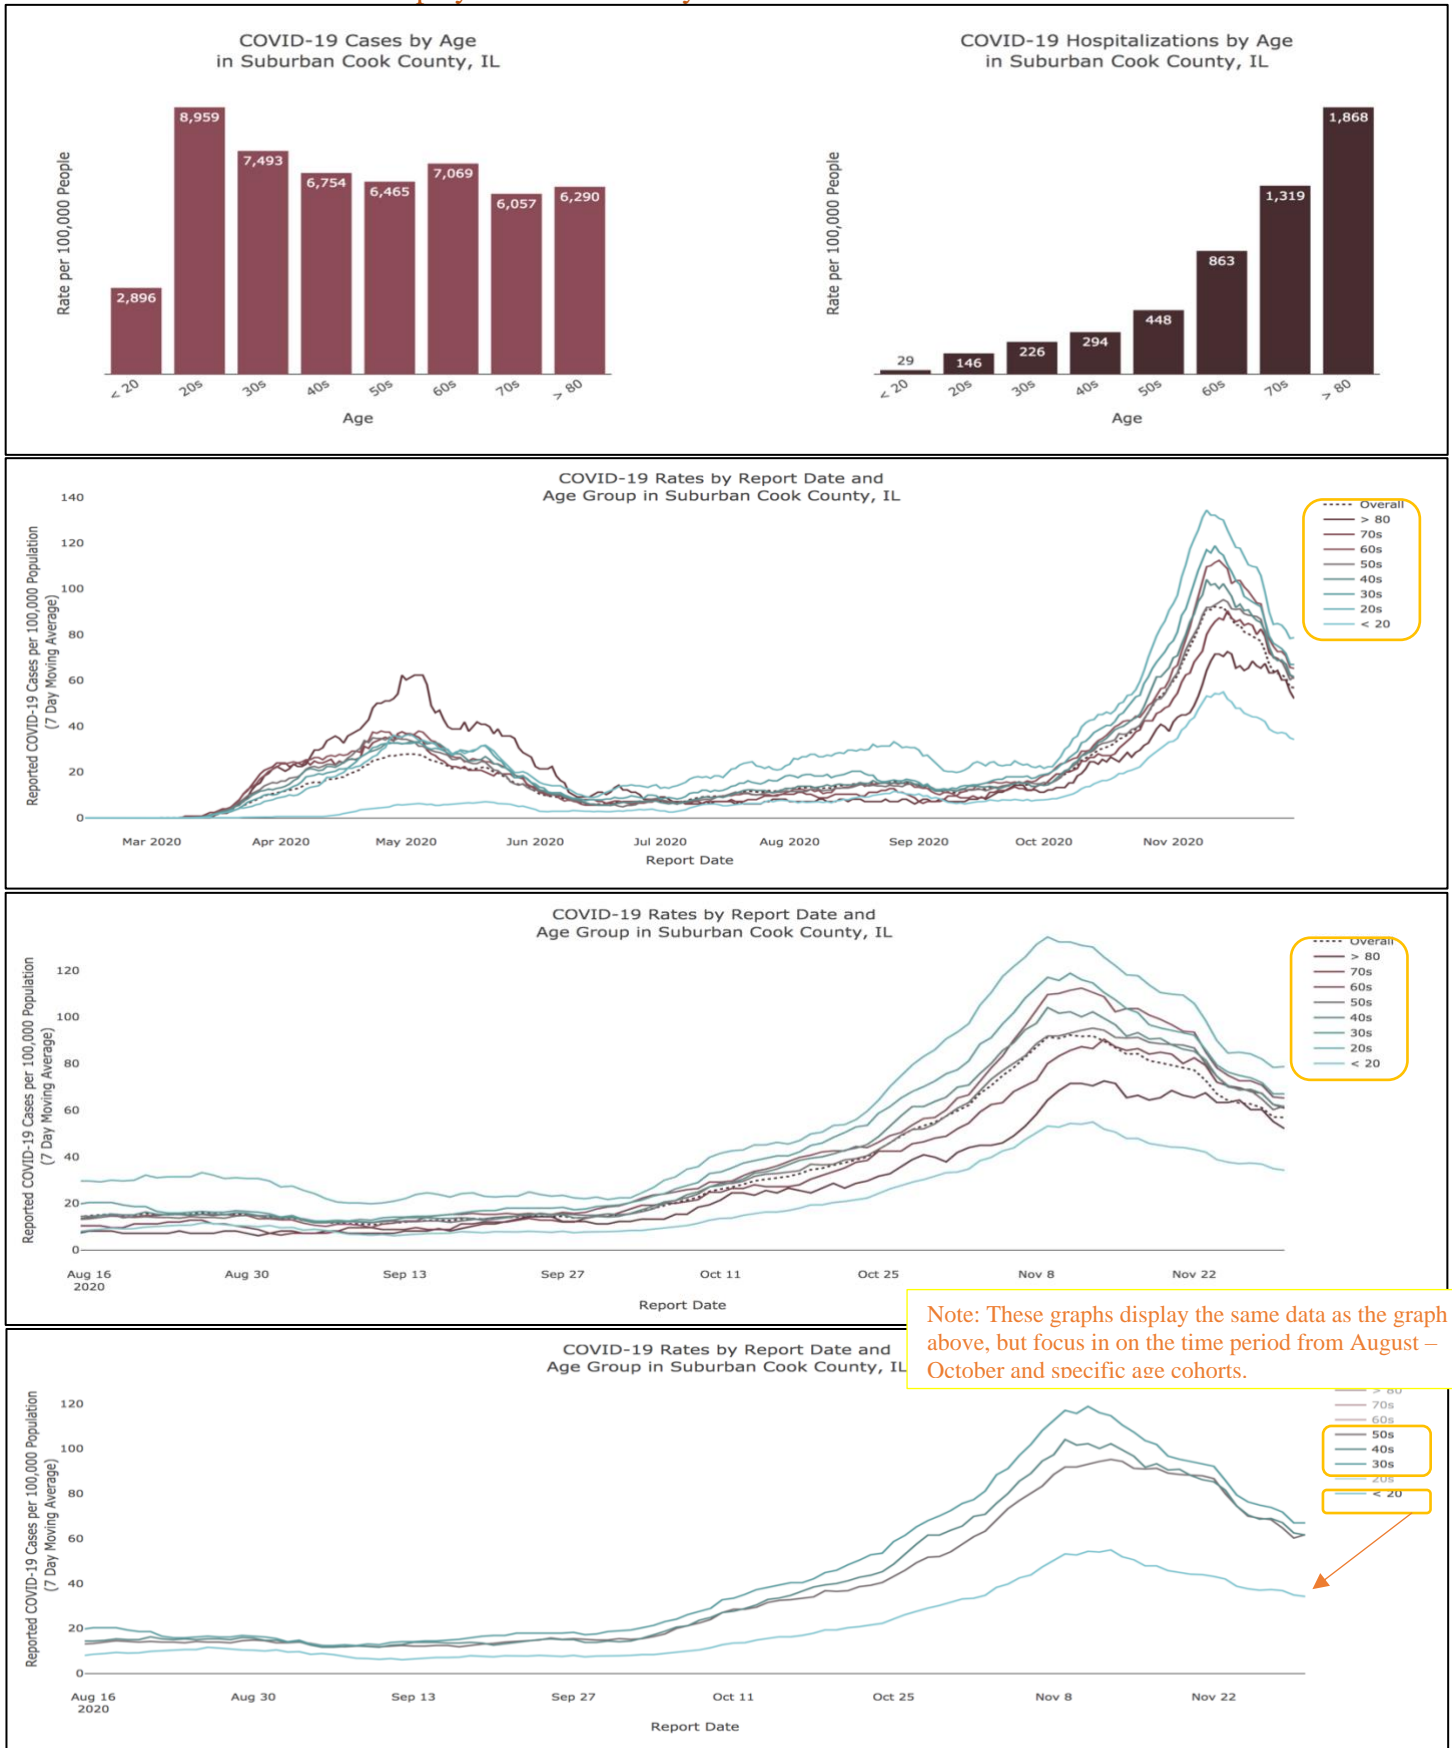 COVID-19 Cases by Age
in Suburban Cook County, IL
Rate per 100,000 People
2,896
8,959
7,493
6,754
6,465
7,069
6,057
6,290
< 20
20s
30s
40s
50s
60s
70s
> 80
Age
COVID-19 Hospitalizations by Age
in Suburban Cook County, IL
Rate per 100,000 People
29
146
226
294
448
863
1,319
1,868
< 20
20s
30s
40s
50s
60s
70s
> 80
Age
COVID-19 Rates by Report Date and
Age Group in Suburban Cook County, IL
Reported COVID-19 Cases per 100,000 Population
(7 Day Moving Average)
140
120
100
80
60
40
20
0
Mar 2020
Apr 2020
May 2020
Jun 2020
Jul 2020
Aug 2020
Sep 2020
Oct 2020
Nov 2020
Report Date
Overall
> 80
70s
60s
50s
40s
30s
20s
< 20
COVID-19 Rates by Report Date and
Age Group in Suburban Cook County, IL
Reported COVID-19 Cases per 100,000 Population
(7 Day Moving Average)
120
100
80
60
40
20
0
Aug 16
2020
Aug 30
Sep 13
Sep 27
Oct 11
Oct 25
Nov 8
Nov 22
Report Date
Overall
> 80
70s
60s
50s
40s
30s
20s
< 20
Note: These graphs display the same data as the graph
above, but focus in on the time period from August –
October and specific age cohorts.
COVID-19 Rates by Report Date and
Age Group in Suburban Cook County, IL
Reported COVID-19 Cases per 100,000 Population
(7 Day Moving Average)
120
100
80
60
40
20
0
Aug 16
2020
Aug 30
Sep 13
Sep 27
Oct 11
Oct 25
Nov 8
Nov 22
Report Date
> 80
70s
60s
50s
40s
30s
20s
< 20